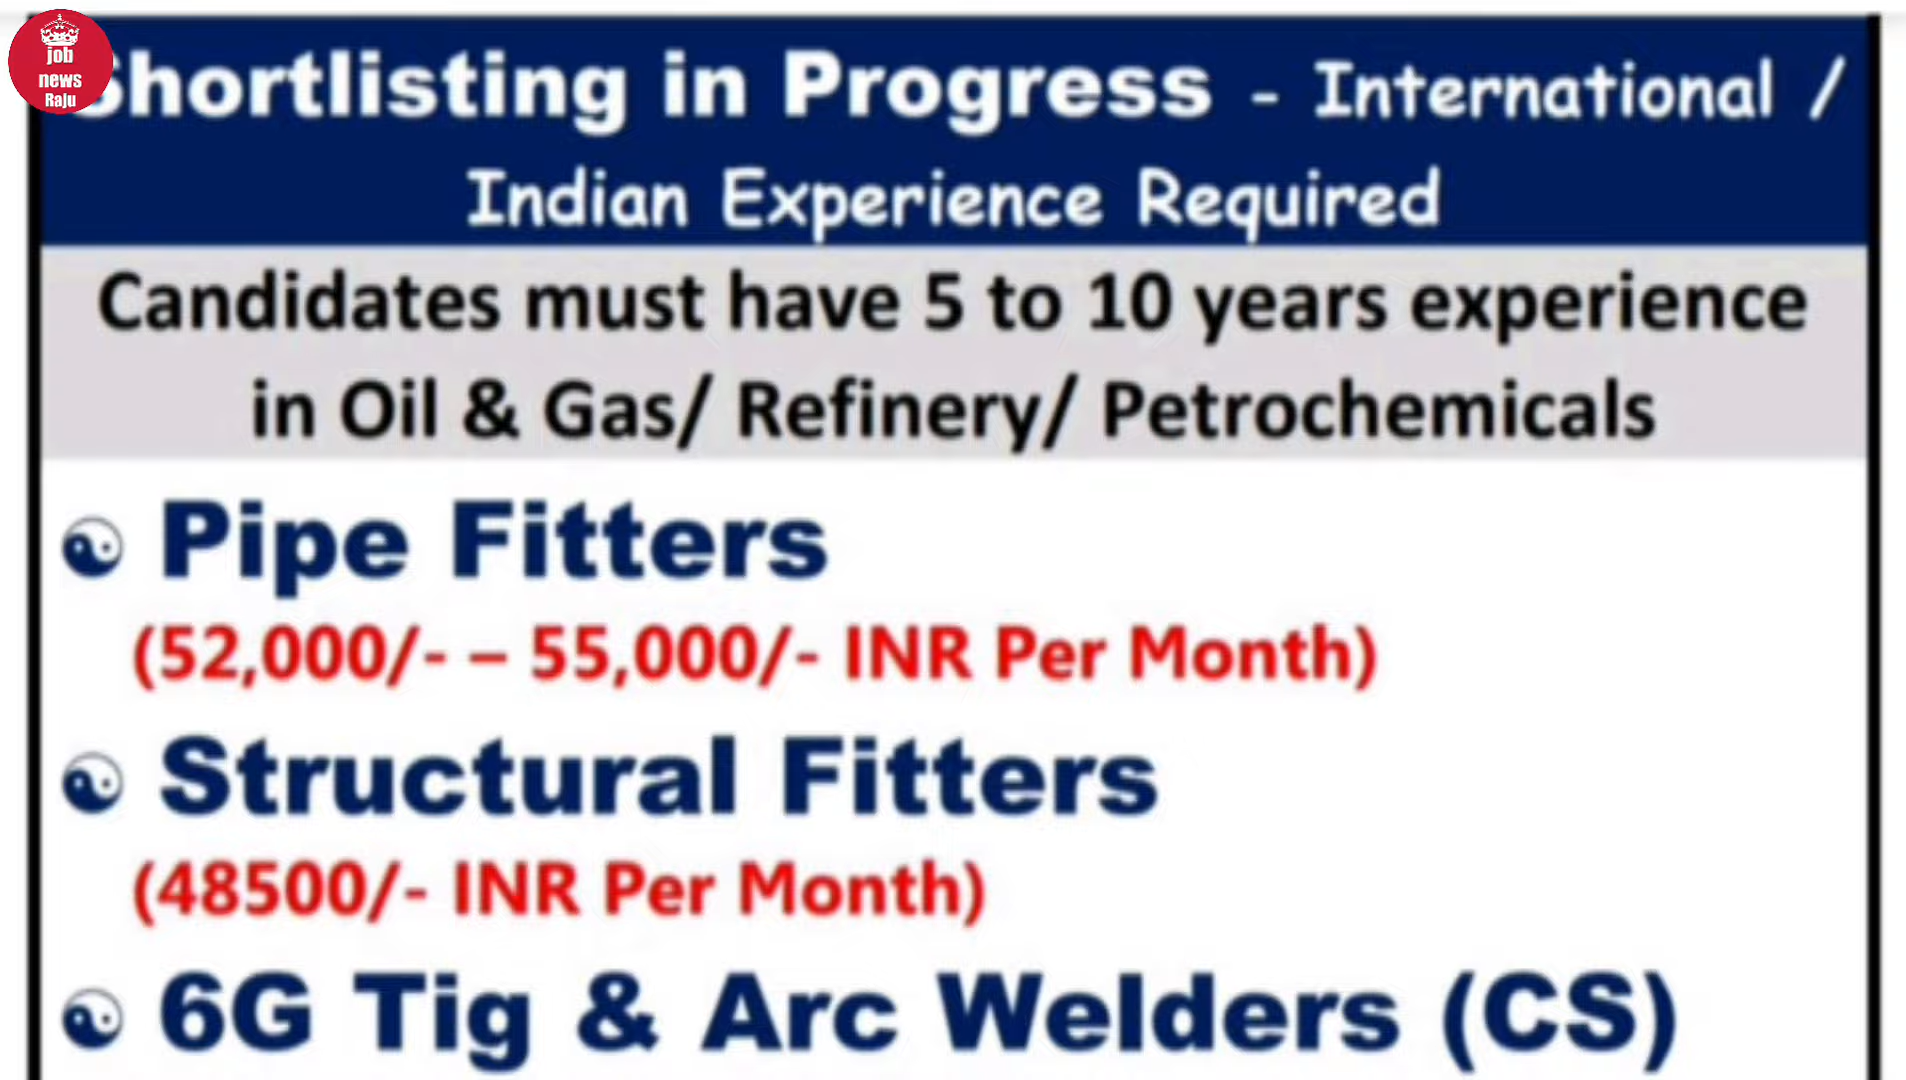 job
news
Raju
Shortlisting in Progress - International /
Indian Experience Required
Candidates must have 5 to 10 years experience
in Oil & Gas/ Refinery/ Petrochemicals
Pipe Fitters
(52,000/- – 55,000/- INR Per Month)
Structural Fitters
(48500/- INR Per Month)
6G Tig & Arc Welders (CS)